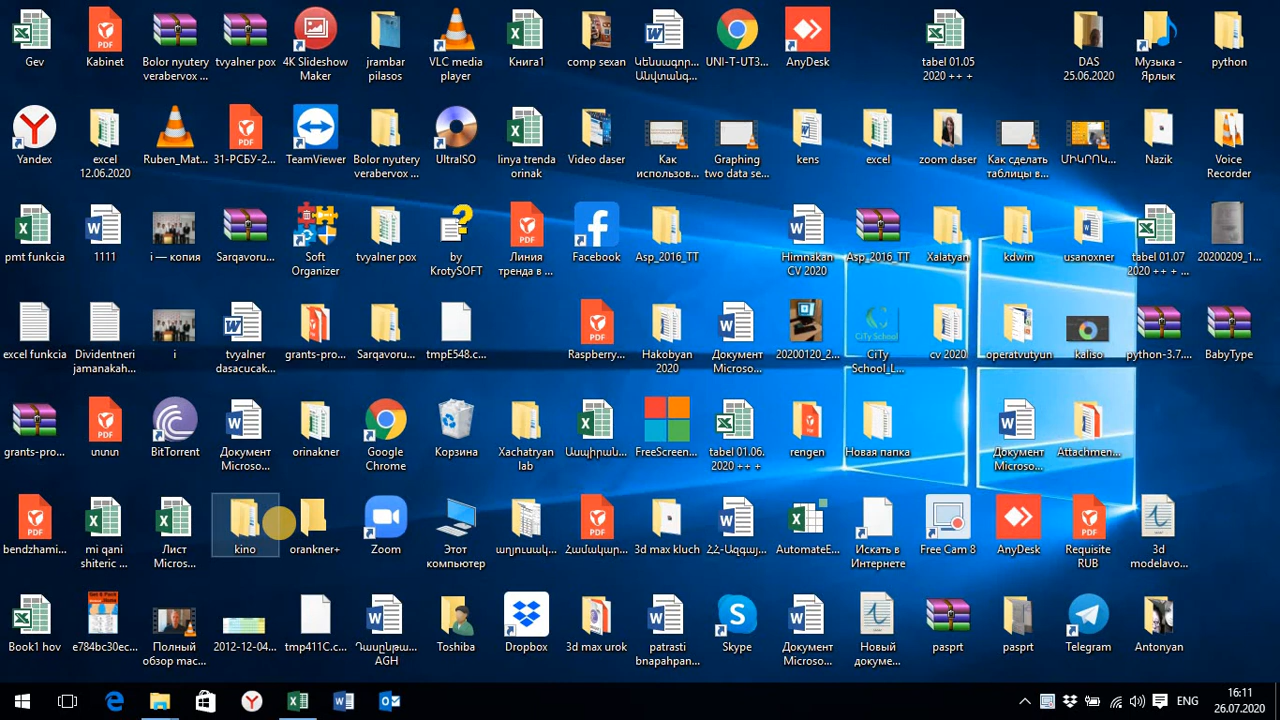 Gev
Kabinet
Bolor nyutery
verabervox ...
tvyalner pox
4K Slideshow
Maker
jrambar
pilasos
VLC media
player
Книга1
comp sexan
UNI-T-UT3...
AnyDesk
tabel 01.05
2020 ++ +
DAS
25.06.2020
Музыка -
Ярлык
python
Yandex
excel
12.06.2020
Ruben_Mat...
31-РСБУ-2...
TeamViewer
Bolor nyutery
verabervox ...
UltraISO
linya trenda
orinak
Video daser
Как
использов...
Graphing
two data se...
kens
excel
zoom daser
Как сделать
таблицы в...
ՄԻԿՐՈԿ...
Nazik
Voice
Recorder
pmt funkcia
1111
i — копия
Sarqavoru...
Soft
Organizer
tvyalner pox
by
KrotySOFT
Линия
тренда в ...
Facebook
Asp_2016_TT
Himnakan
CV 2020
Asp_2016_TT
Xalatyan
kdwin
usanoxner
tabel 01.07
2020 ++ + ...
20200209_1...
excel funkcia
Dividentneri
jamanakah...
i
tvyalner
dasacucak...
grants-pro...
Sarqavoru...
tmpE548.c...
Raspberry...
Hakobyan
2020
Документ
Microso...
20200120_2...
CiTy
School_L...
cv 2020
operatvutyun
kaliso
python-3.7....
BabyType
grants-pro...
տստ
BitTorrent
Документ
Microso...
orinakner
Google
Chrome
Корзина
Xachatryan
lab
Ասպիրան...
FreeScreen...
tabel 01.06.
2020 ++ +
rengen
Новая папка
Документ
Microso...
Attachmen...
bendzhami...
mi qani
shiteric ...
Лист
Micros...
kino
orankner+
Zoom
Этот
компьютер
աղյուսակ...
Համակար...
3d max kluch
ՀՀ-Ազգայ...
AutomateE...
Искать в
Интернете
Free Cam 8
AnyDesk
Requisite
RUB
3d
modelavo...
Book1 hov
e784bc30ec...
Полный
обзор mac...
2012-12-04...
tmp411C.c...
Դասընթա...
AGH
Toshiba
Dropbox
3d max urok
patrasti
bnapahpan...
Skype
Документ
Microso...
Новый
докуме...
pasprt
pasprt
Telegram
Antonyan
ENG
16:11
26.07.2020